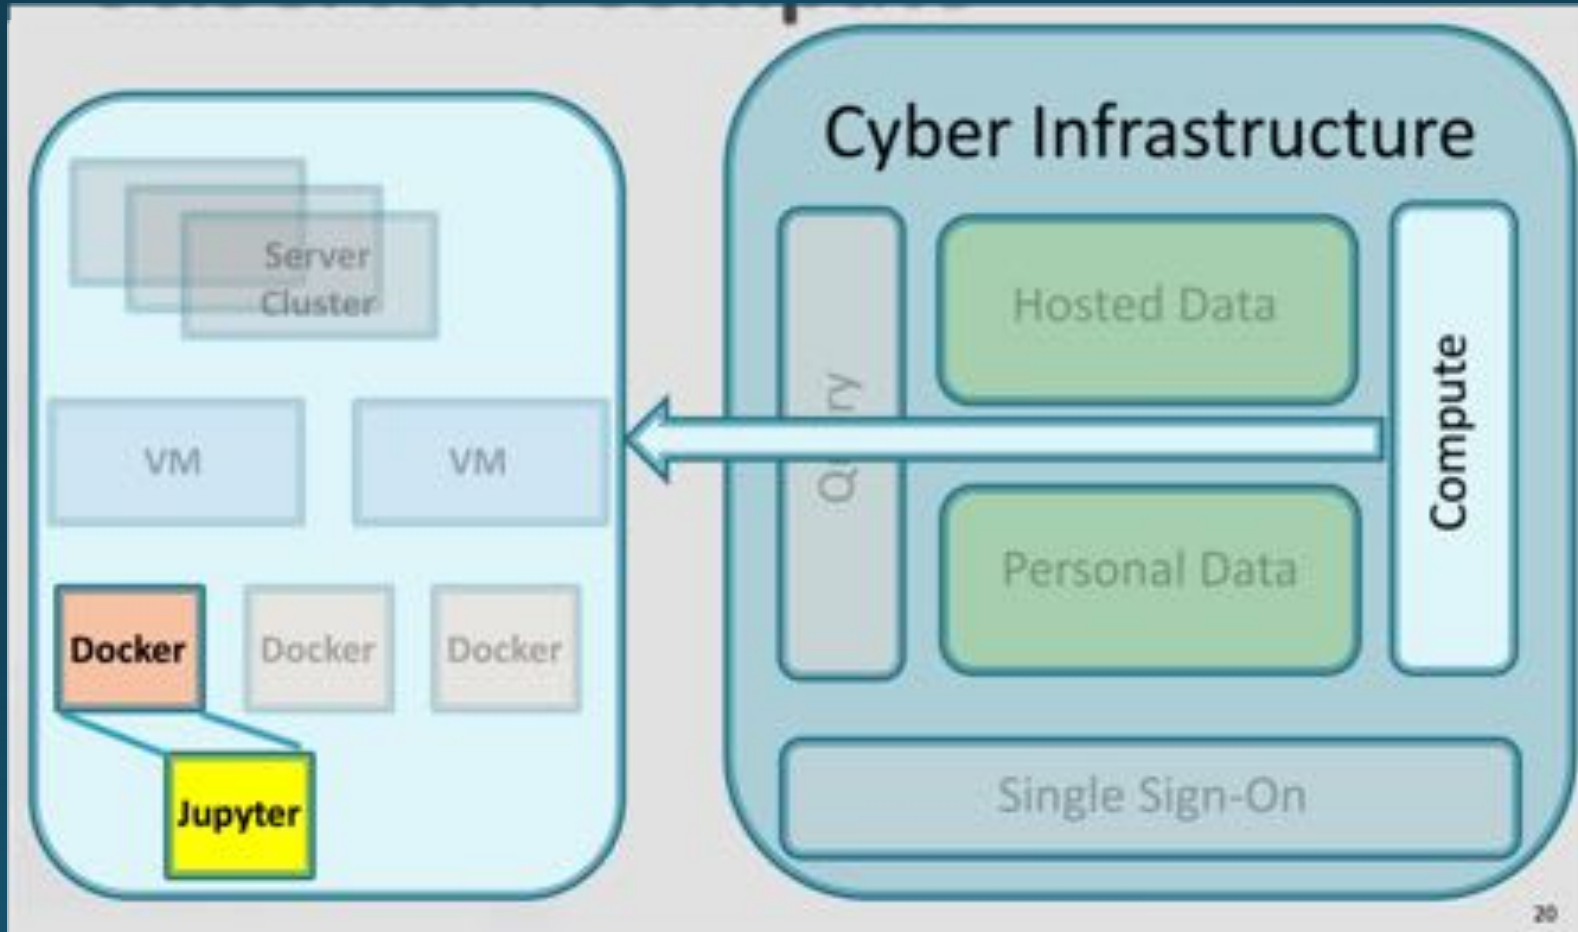 Cyber Infrastructure
Server
Cluster
VM
VM
Docker
Docker
Docker
Jupyter
Hosted Data
Personal Data
Compute
Single Sign-On
20